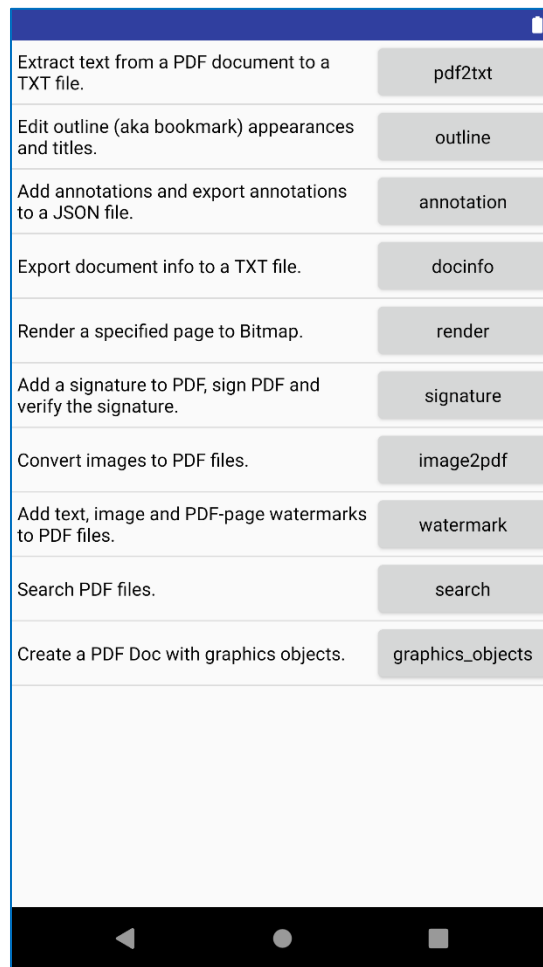 Extract text from a PDF document to a
TXT file.
pdf2txt
Edit outline (aka bookmark) appearances
and titles.
outline
Add annotations and export annotations
to a JSON file.
annotation
Export document info to a TXT file.
docinfo
Render a specified page to Bitmap.
render
Add a signature to PDF, sign PDF and
verify the signature.
signature
Convert images to PDF files.
image2pdf
Add text, image and PDF-page watermarks
to PDF files.
watermark
Search PDF files.
search
Create a PDF Doc with graphics objects.
graphics_objects